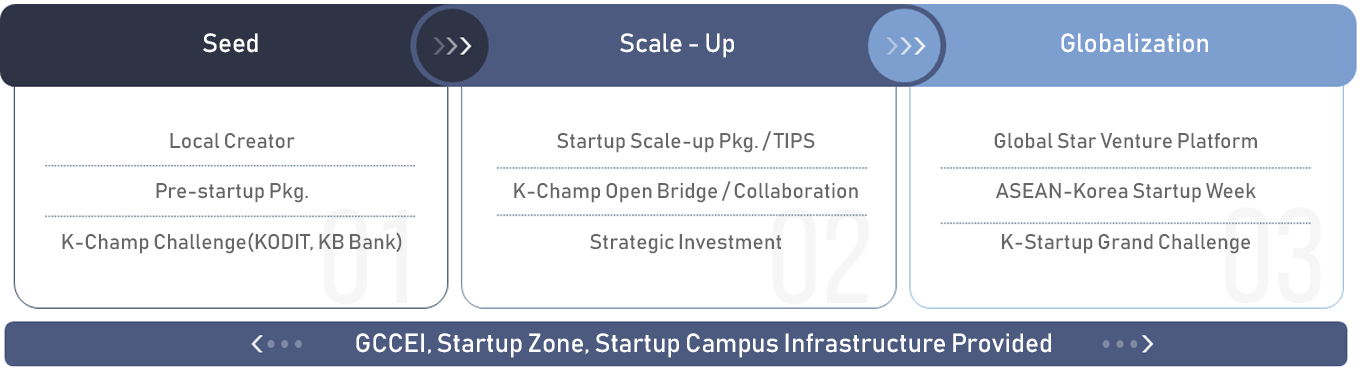 Seed
Scale - Up
Globalization
Local Creator
Pre-startup Pkg.
K-Champ Challenge(KODIT, KB Bank)
01
Startup Scale-up Pkg. / TIPS
K-Champ Open Bridge / Collaboration
Strategic Investment
02
Global Star Venture Platform
ASEAN-Korea Startup Week
K-Startup Grand Challenge
03
GCCEI, Startup Zone, Startup Campus Infrastructure Provided